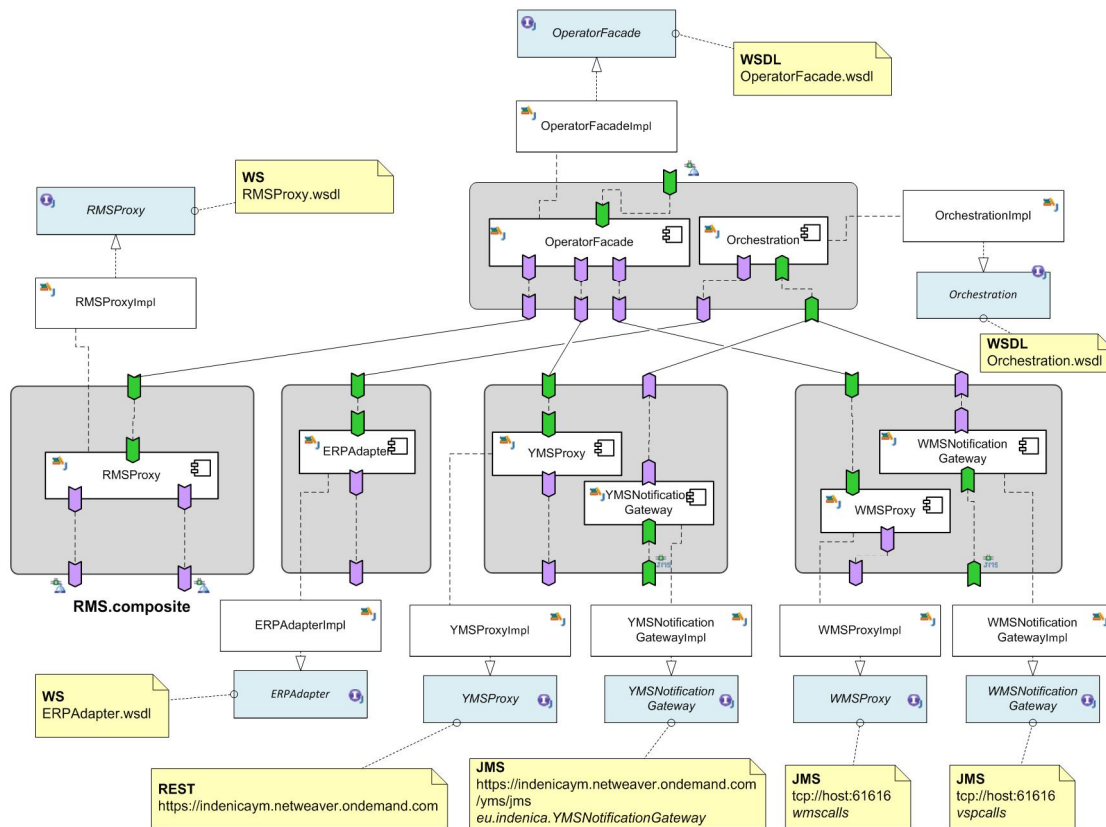 OperatorFacade
WSDL
OperatorFacade.wsdl
OperatorFacadeImpl
WS
RMSProxy.wsdl
RMSProxy
OrchestrationImpl
OperatorFacade
Orchestration
RMSProxyImpl
Orchestration
WSDL
Orchestration.wsdl
RMSProxy
ERPAdapter
YMSProxy
YMSNotification
Gateway
WMSNotification
Gateway
WMSProxy
JMS
JMS
RMS.composite
ERPAdapterImpl
YMSProxyImpl
YMSNotification
GatewayImpl
WMSProxyImpl
WMSNotification
GatewayImpl
WS
ERPAdapter.wsdl
ERPAdapter
YMSProxy
YMSNotification
Gateway
WMSProxy
WMSNotification
Gateway
REST
https://indenicaym.netweaver.ondemand.com
JMS
https://indenicaym.netweaver.ondemand.com
/yms/jms
eu.indenica.YMSNotificationGateway
JMS
tcp://host:61616
wmscalls
JMS
tcp://host:61616
vspcalls